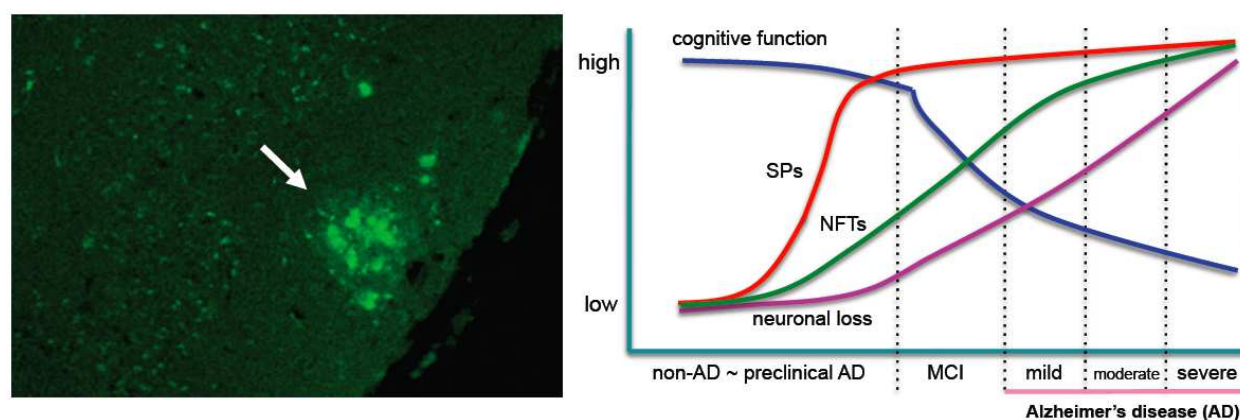 cognitive function
high
SPs
NFTs
low
neuronal loss
non-AD ~ preclinical AD MCI mild moderate severe
Alzheimer's disease (AD)